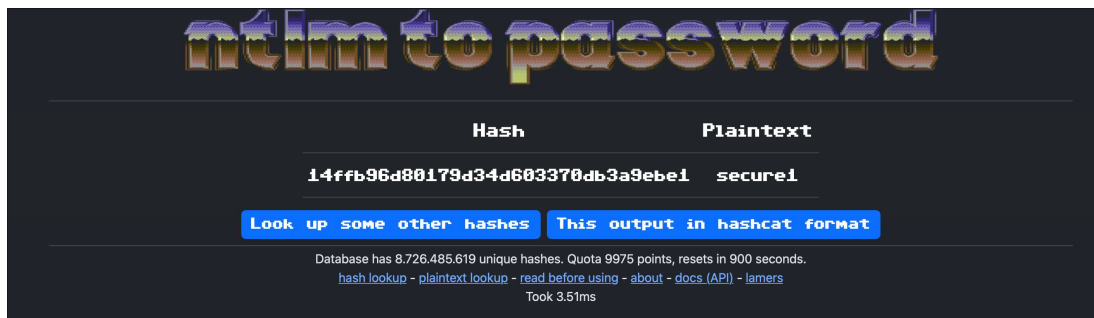 ntlm to password
Hash Plaintext
14ffb96d80179d34d603370db3a9ebe1 secure1
Look up some other hashes This output in hashcat format
Database has 8.726.485.619 unique hashes. Quota 9975 points, resets in 900 seconds.
hash lookup - plaintext lookup - read before using - about - docs (API) - lamers
Took 3.51ms